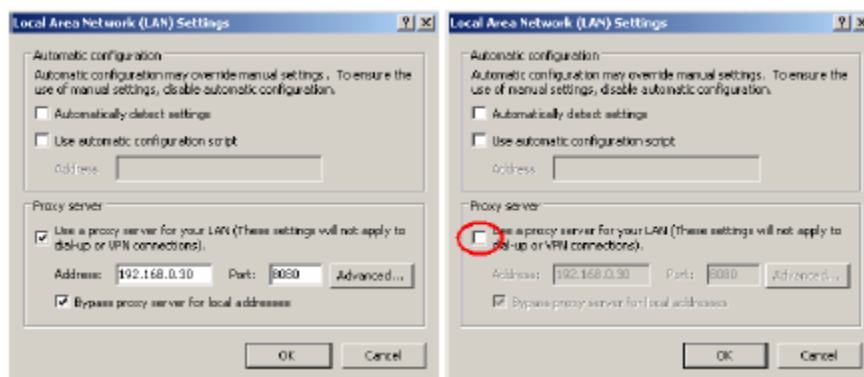 Local Area Network (LAN) Settings
Automatic configuration
Automatic configuration may override manual settings. To ensure the
use of manual settings, disable automatic configuration.
Automatically detect settings
Use automatic configuration script
Address
Proxy server
Use a proxy server for your LAN (These settings will not apply to
dial-up or VPN connections).
Address: 192.168.0.30 Port: 8080 Advanced...
Bypass proxy server for local addresses
OK Cancel
Local Area Network (LAN) Settings
Automatic configuration
Automatic configuration may override manual settings. To ensure the
use of manual settings, disable automatic configuration.
Automatically detect settings
Use automatic configuration script
Address
Proxy server
Use a proxy server for your LAN (These settings will not apply to
dial-up or VPN connections).
Address: 192.168.0.30 Port: 8080 Advanced...
Bypass proxy server for local addresses
OK Cancel